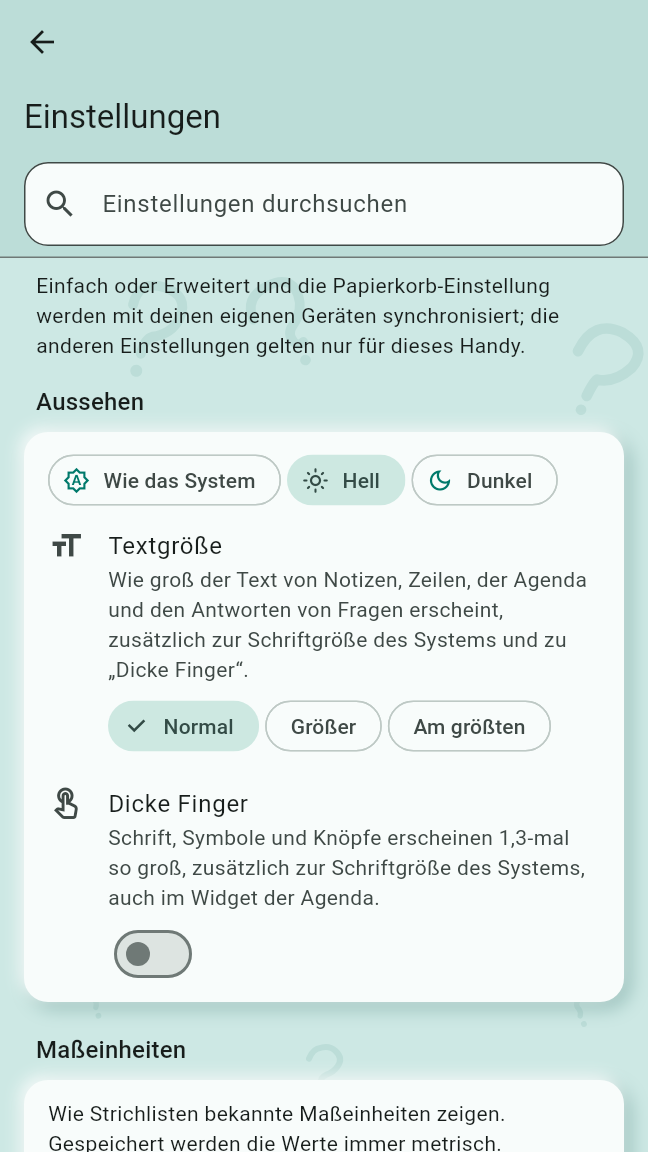 Einstellungen
Einstellungen durchsuchen
Einfach oder Erweitert und die Papierkorb-Einstellung
werden mit deinen eigenen Geräten synchronisiert; die
anderen Einstellungen gelten nur für dieses Handy.
Aussehen
Wie das System
Hell
Dunkel
Textgröße
Wie groß der Text von Notizen, Zeilen, der Agenda
und den Antworten von Fragen erscheint,
zusätzlich zur Schriftgröße des Systems und zu
„Dicke Finger“.
Normal
Größer
Am größten
Dicke Finger
Schrift, Symbole und Knöpfe erscheinen 1,3-mal
so groß, zusätzlich zur Schriftgröße des Systems,
auch im Widget der Agenda.
Maßeinheiten
Wie Strichlisten bekannte Maßeinheiten zeigen.
Gespeichert werden die Werte immer metrisch.